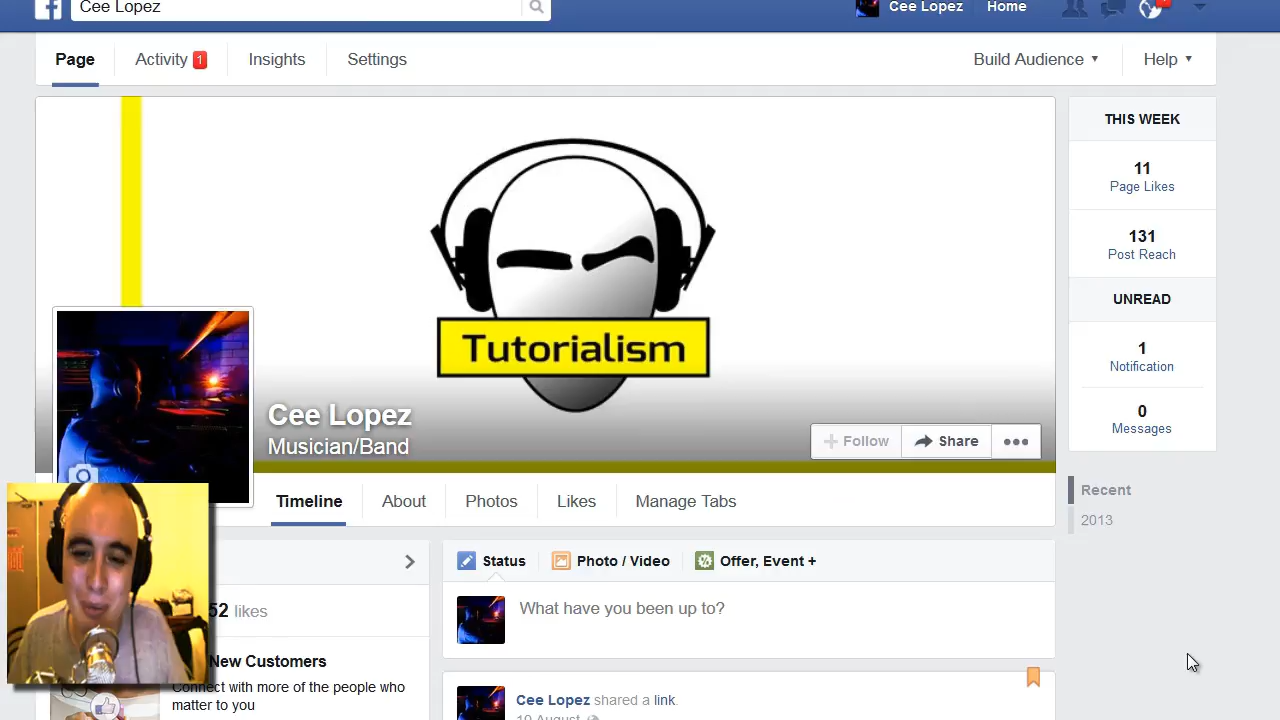 Cee Lopez
Cee Lopez Home
Page Activity 1 Insights Settings Build Audience Help
THIS WEEK
11
Page Likes
131
Post Reach
UNREAD
1
Notification
0
Messages
Recent
2013
Tutorialism
Cee Lopez
Musician/Band
+ Follow Share •••
Timeline About Photos Likes Manage Tabs
52 likes
New Customers
Connect with more of the people who
matter to you
Status Photo / Video Offer, Event +
What have you been up to?
Cee Lopez shared a link.
19 August